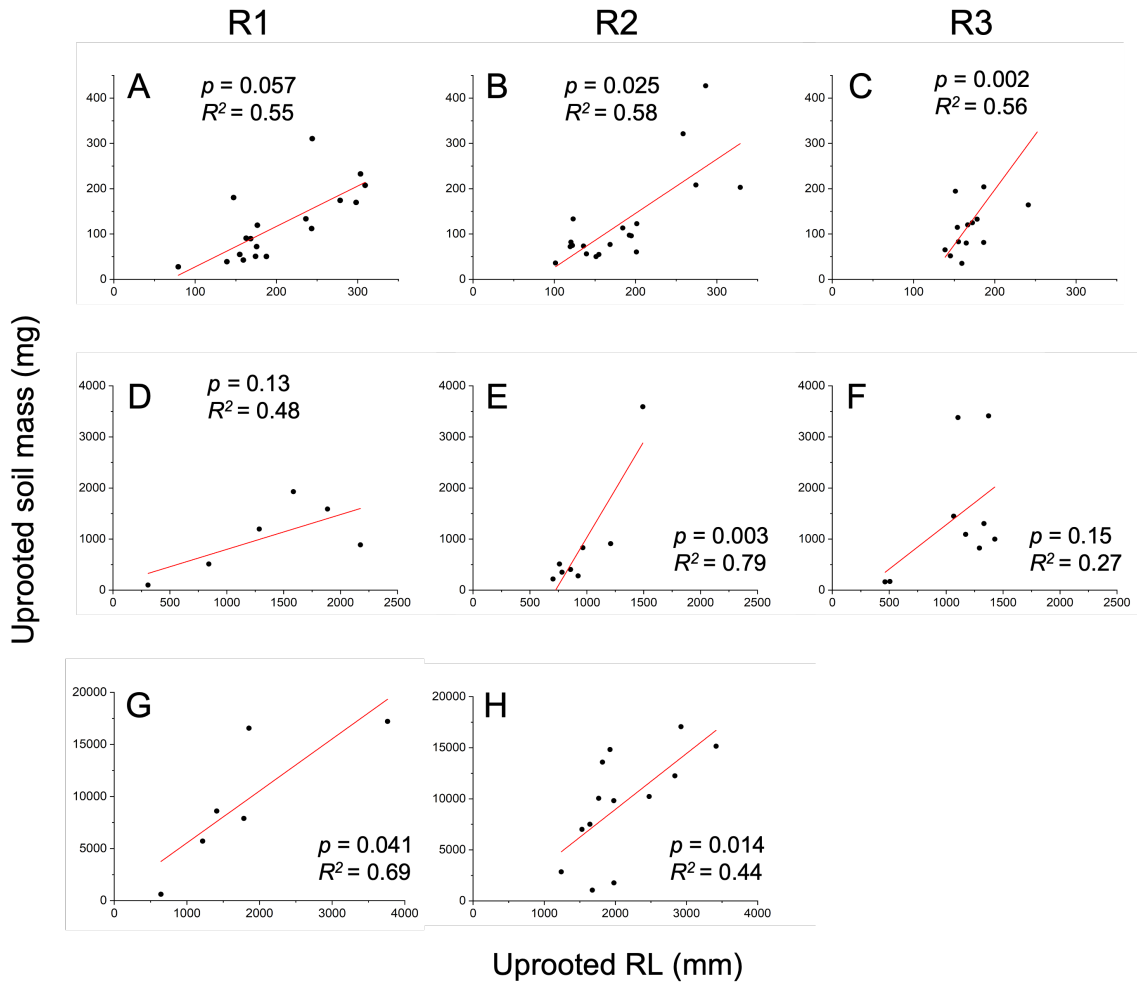 R1 R2 R3
A
p = 0.057
R² = 0.55
400
300
200
100
0
0 100 200 300
B
p = 0.025
R² = 0.58
400
300
200
100
0
0 100 200 300
C
p = 0.002
R² = 0.56
400
300
200
100
0
0 100 200 300
Uprooted soil mass (mg)
D
p = 0.13
R² = 0.48
4000
3000
2000
1000
0
0 500 1000 1500 2000 2500
E
p = 0.003
R² = 0.79
4000
3000
2000
1000
0
0 500 1000 1500 2000 2500
F
p = 0.15
R² = 0.27
4000
3000
2000
1000
0
0 500 1000 1500 2000 2500
G
p = 0.041
R² = 0.69
20000
15000
10000
5000
0
0 1000 2000 3000 4000
H
p = 0.014
R² = 0.44
20000
15000
10000
5000
0
0 1000 2000 3000 4000
Uprooted RL (mm)